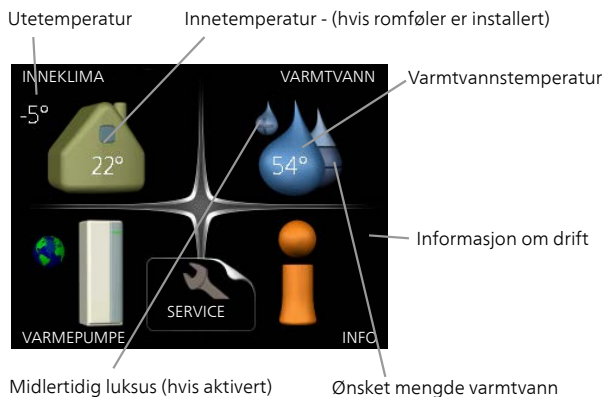 Utetemperatur
Innetemperatur - (hvis romføler er installert)
INNEKLIMA
VARMTVANN
Varmtvannstemperatur
-5°
22°
54°
Informasjon om drift
SERVICE
VARMEPUMPE
INFO
Midlertidig luksus (hvis aktivert)
Ønsket mengde varmtvann